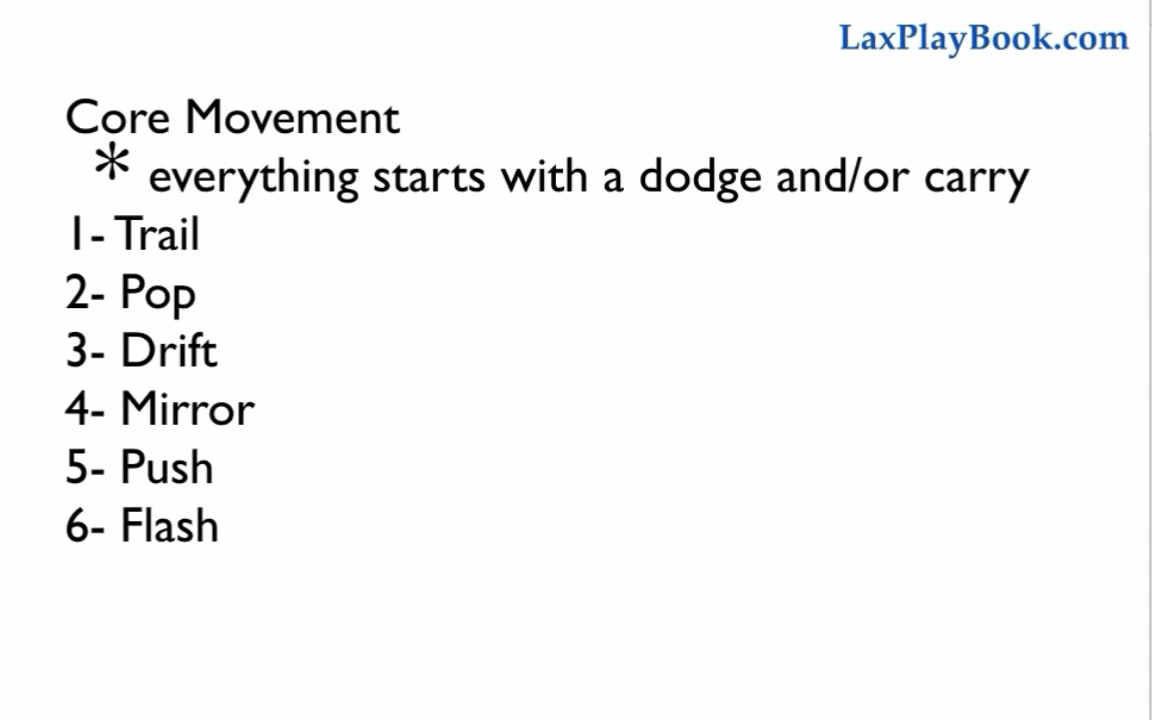 LaxPlayBook.com
Core Movement
* everything starts with a dodge and/or carry
1- Trail
2- Pop
3- Drift
4- Mirror
5- Push
6- Flash